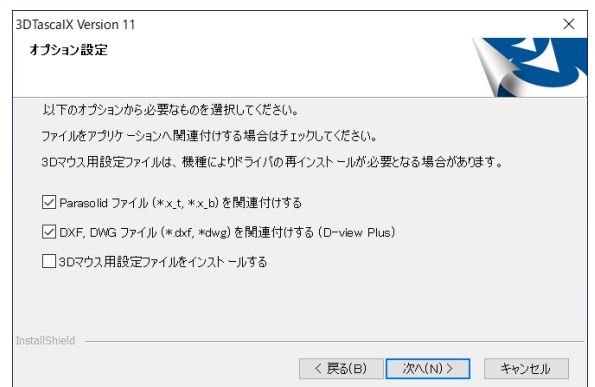 3DTascalX Version 11
オプション設定
以下のオプションから必要なものを選択してください。
ファイルをアプリケーションへ関連付けする場合はチェックしてください。
3Dマウス用設定ファイルは、機種によりドライバの再インストールが必要となる場合があります。
Parasolid ファイル (*.x_t, *.x_b) を関連付けする
DXF, DWG ファイル (*.dxf, *dwg) を関連付けする (D-view Plus)
3Dマウス用設定ファイルをインストールする
InstallShield
< 戻る(B) 次へ(N) > キャンセル